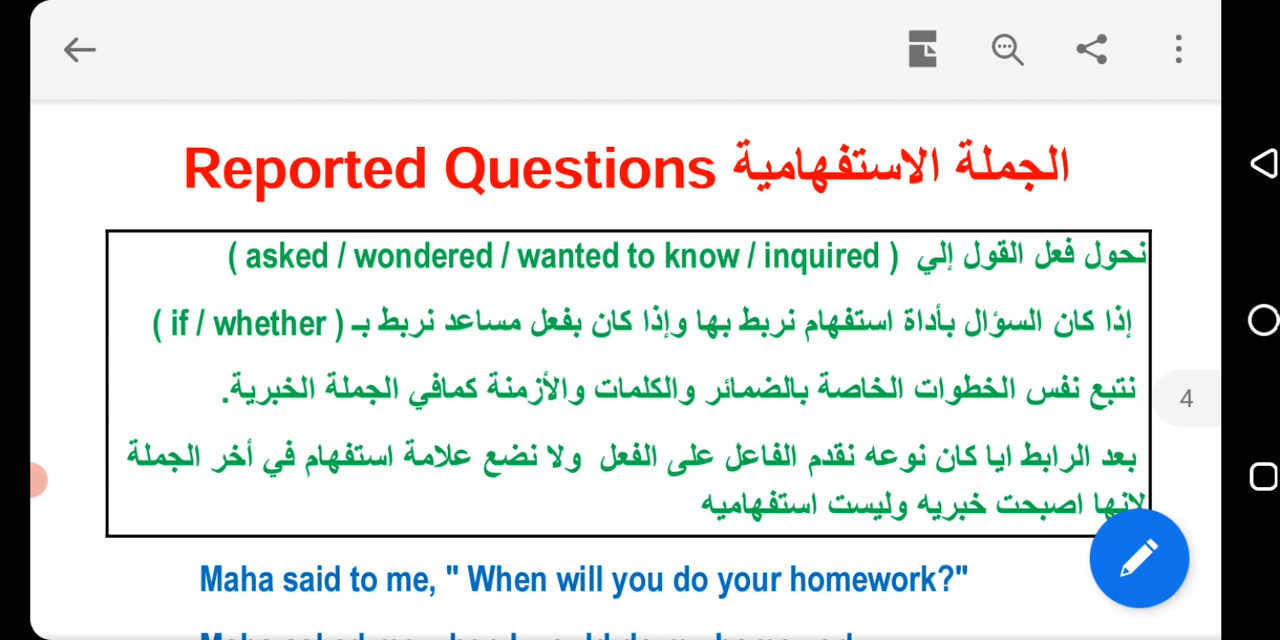 Reported Questions الجملة الاستفهامية
نحول فعل القول إلي ( asked / wondered / wanted to know / inquired )
إذا كان السؤال بأداة استفهام نربط بها وإذا كان بفعل مساعد نربط بـ ( if / whether )
نتبع نفس الخطوات الخاصة بالضمائر والكلمات والأزمنة كمافي الجملة الخبرية.
بعد الرابط ايا كان نوعه نقدم الفاعل على الفعل ولا نضع علامة استفهام في أخر الجملة
لانها اصبحت خبريه وليست استفهاميه
4
Maha said to me, " When will you do your homework?"
Maha asked me